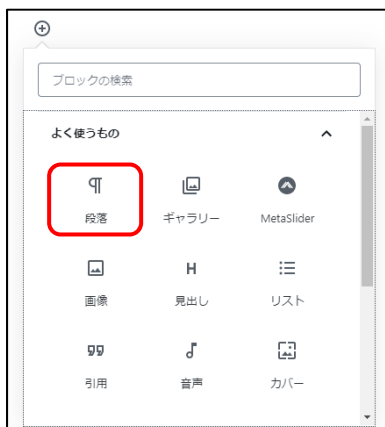 ブロックの検索
よく使うもの
段落
ギャラリー
MetaSlider
画像
見出し
リスト
引用
音声
カバー